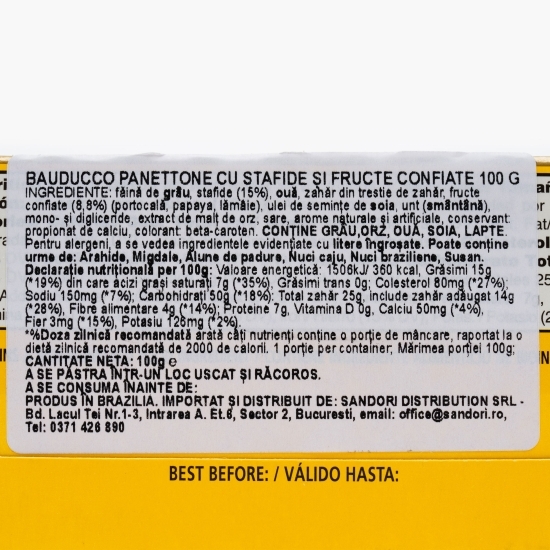 BAUDUCCO PANETTONE CU STAFIDE ȘI FRUCTE CONFIATE 100 G
INGREDIENTE: făină de grâu, stafide (15%), ouă, zahăr din trestie de zahăr, fructe
confiate (8,8%) (portocală, papaya, lămâie), ulei de semințe de soia, unt (smântână),
mono- și digliceride, extract de malț de orz, sare, arome naturale și artificiale, conservant:
propionat de calciu, colorant: beta-caroten. CONȚINE GRÂU,ORZ, OUĂ, SOIA, LAPTE.
Pentru alergeni, a se vedea ingredientele evidențiate cu litere îngroșate. Poate conține
urme de: Arahide, Migdale, Alune de padure, Nuci caju, Nuci braziliene, Susan.
Declarație nutrițională per 100g: Valoare energetică: 1506kJ/ 360 kcal, Grăsimi 15g
(*19%) din care acizi grași saturați 7g (*35%), Grăsimi trans 0g; Colesterol 80mg (*27%);
Sodiu 150mg (*7%); Carbohidrați 50g (*18%): Total zahăr 25g, include zahăr adăugat 14g
(*28%), Fibre alimentare 4g (*14%); Proteine 7g, Vitamina D 0g, Calciu 50mg (*4%),
Fier 3mg (*15%), Potasiu 126mg (*2%).
*%Doza zilnică recomandată arată câți nutrienți conține o porție de mâncare, raportat la o
dietă zilnică recomandată de 2000 de calorii. 1 porție per container; Mărimea porției 100g;
CANTITATE NETA: 100g e
A SE PĂSTRA ÎNTR-UN LOC USCAT ȘI RĂCOROS.
A SE CONSUMA ÎNAINTE DE:
PRODUS ÎN BRAZILIA. IMPORTAT ȘI DISTRIBUIT DE: SANDORI DISTRIBUTION SRL -
Bd. Lacul Tei Nr.1-3, Intrarea A. Et.6, Sector 2, Bucuresti, email: office@sandori.ro,
Tel: 0371 426 890
BEST BEFORE: / VÁLIDO HASTA: